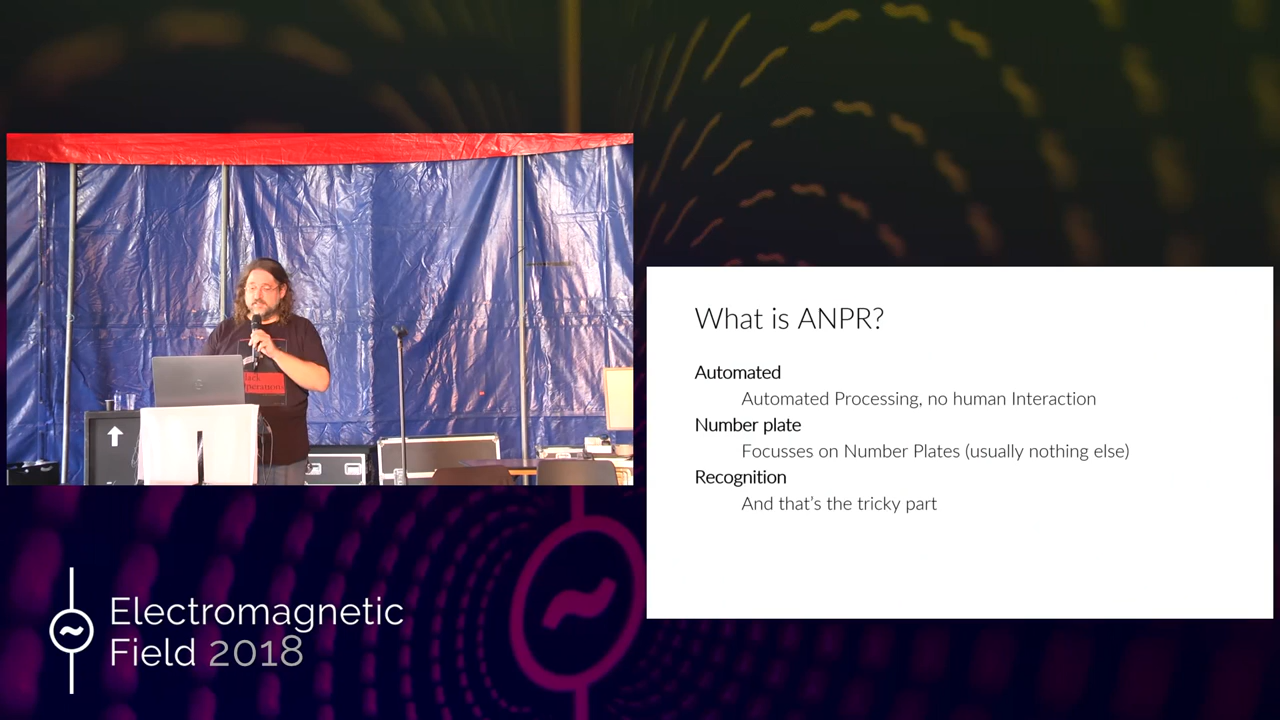 What is ANPR?
Automated
Automated Processing, no human Interaction
Number plate
Focusses on Number Plates (usually nothing else)
Recognition
And that's the tricky part
Electromagnetic
Field 2018